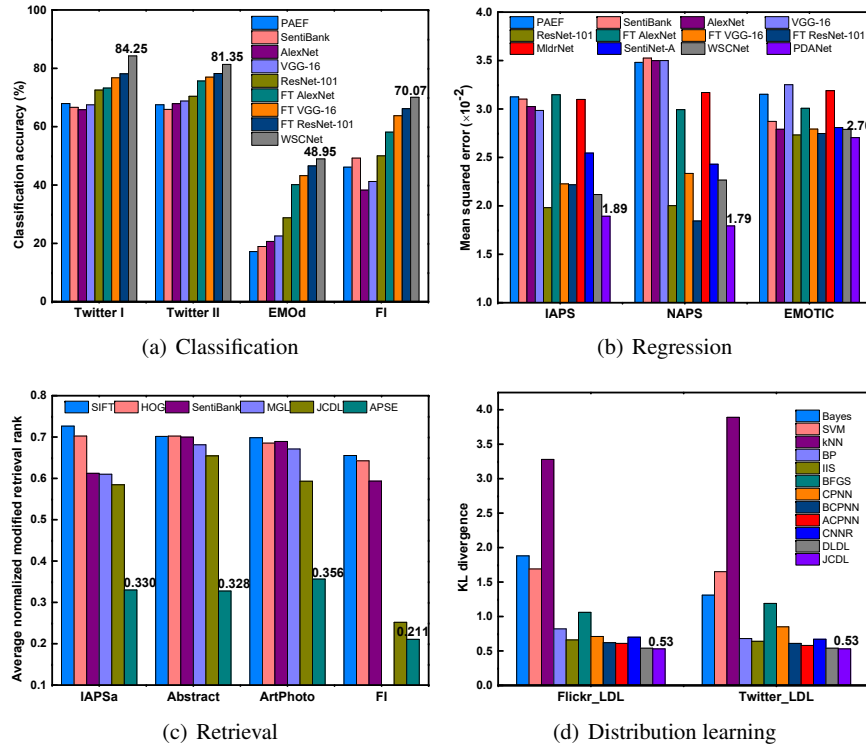 PAEF
SentiBank
AlexNet
VGG-16
ResNet-101
FT AlexNet
FT VGG-16
FT ResNet-101
WSCNet
84.25
81.35
48.95
70.07
100
80
60
40
20
0
Classification accuracy (%)
Twitter I Twitter II EMOd FI
(a) Classification
PAEF SentiBank AlexNet VGG-16
ResNet-101 FT AlexNet FT VGG-16 FT ResNet-101
MldrNet SentiNet-A WSCNet PDANet
4.0
3.5
3.0
2.5
2.0
1.5
1.0
Mean squared error (×10⁻²)
1.89
1.79
IAPS NAPS EMOTIC
(b) Regression
SIFT HOG SentiBank MGL JCDL APSE
0.8
0.7
0.6
0.5
0.4
0.3
0.2
0.1
Average normalized modified retrieval rank
0.330
0.328
0.356
0.211
IAPSa Abstract ArtPhoto FI
(c) Retrieval
Bayes
SVM
kNN
BP
IIS
BFGS
CPNN
BCPNN
ACPNN
CNNR
DLDL
JCDL
4.0
3.5
3.0
2.5
2.0
1.5
1.0
0.5
0.0
KL divergence
0.53
0.53
Flickr_LDL Twitter_LDL
(d) Distribution learning